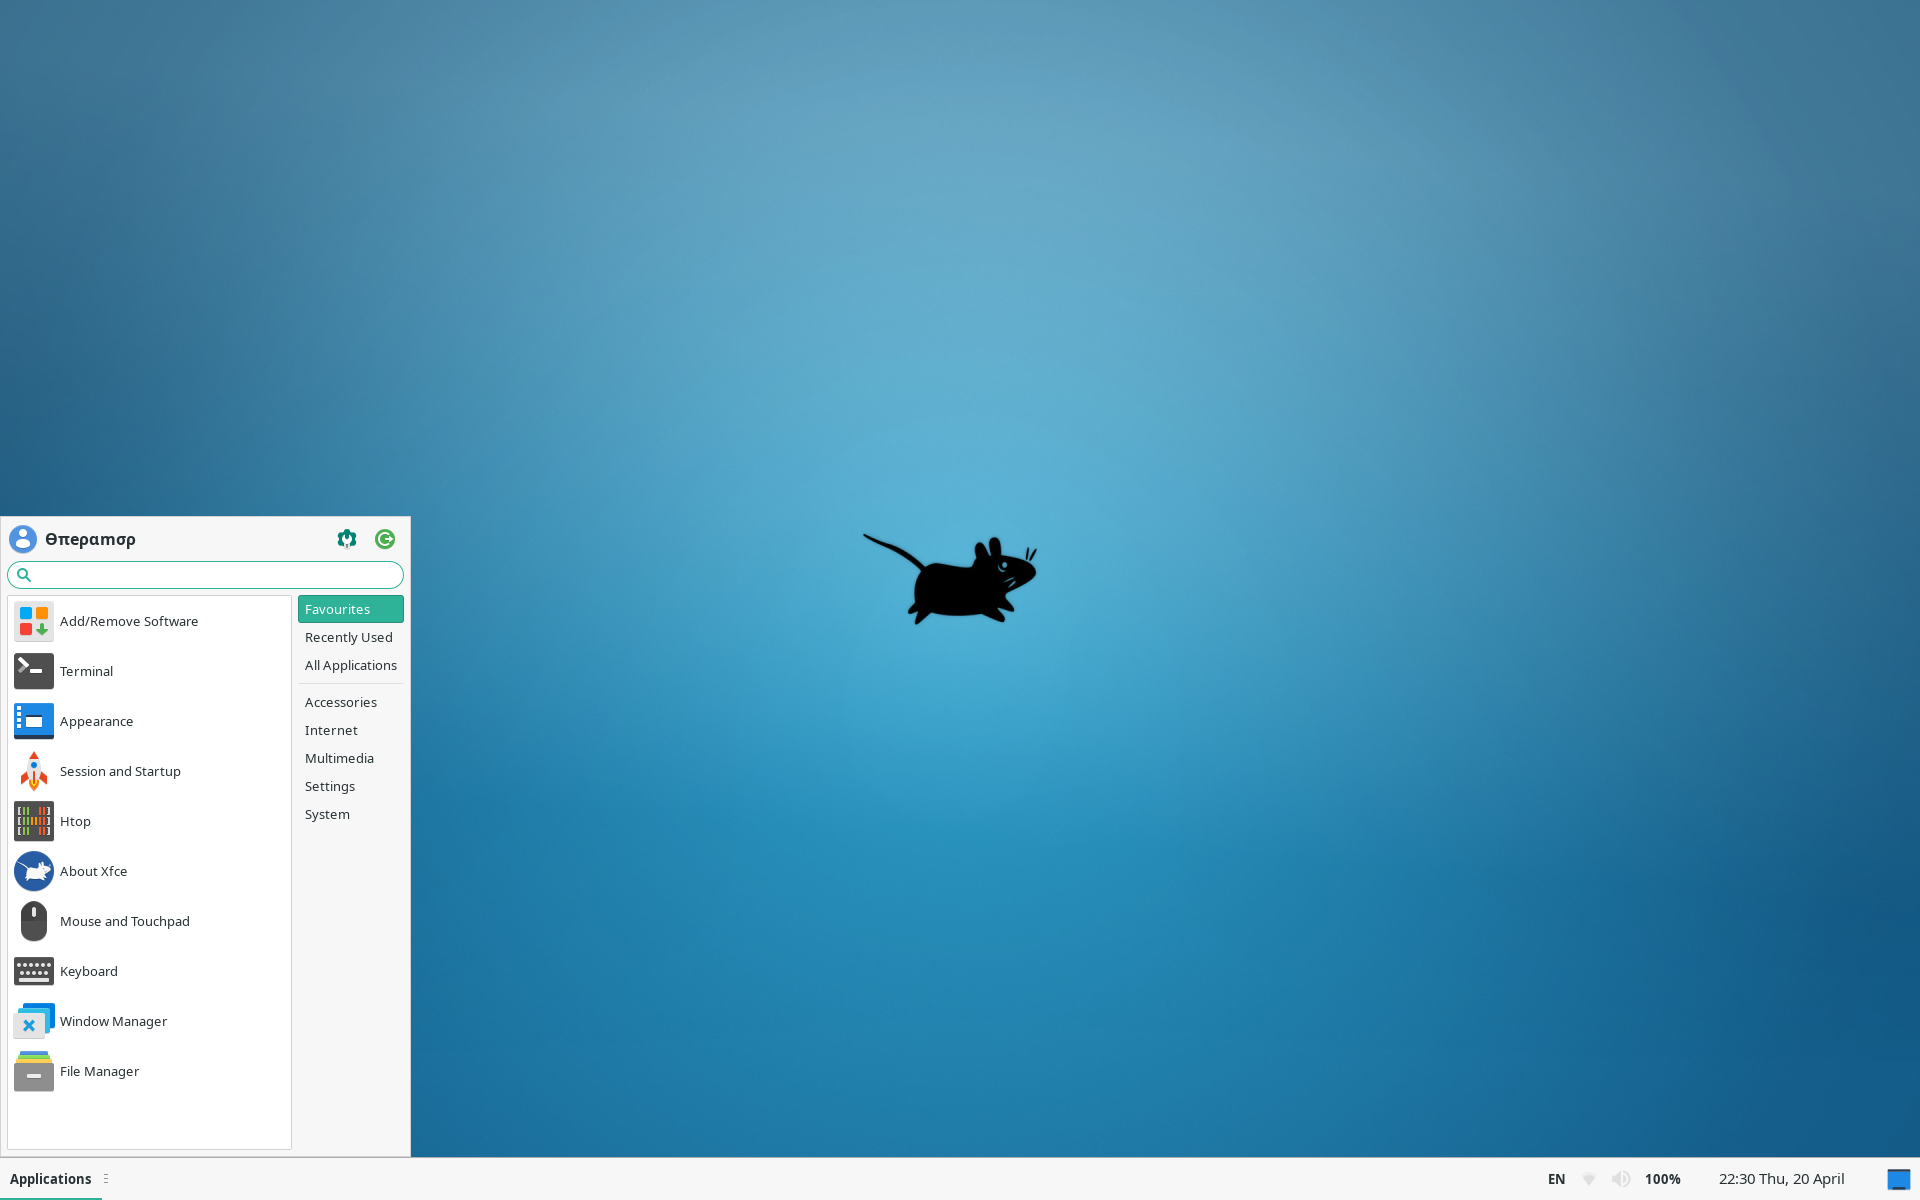 Ѳπεραmσρ
Add/Remove Software
Terminal
Appearance
Session and Startup
Htop
About Xfce
Mouse and Touchpad
Keyboard
Window Manager
File Manager
Favourites
Recently Used
All Applications
Accessories
Internet
Multimedia
Settings
System
Applications
EN
100%
22:30 Thu, 20 April